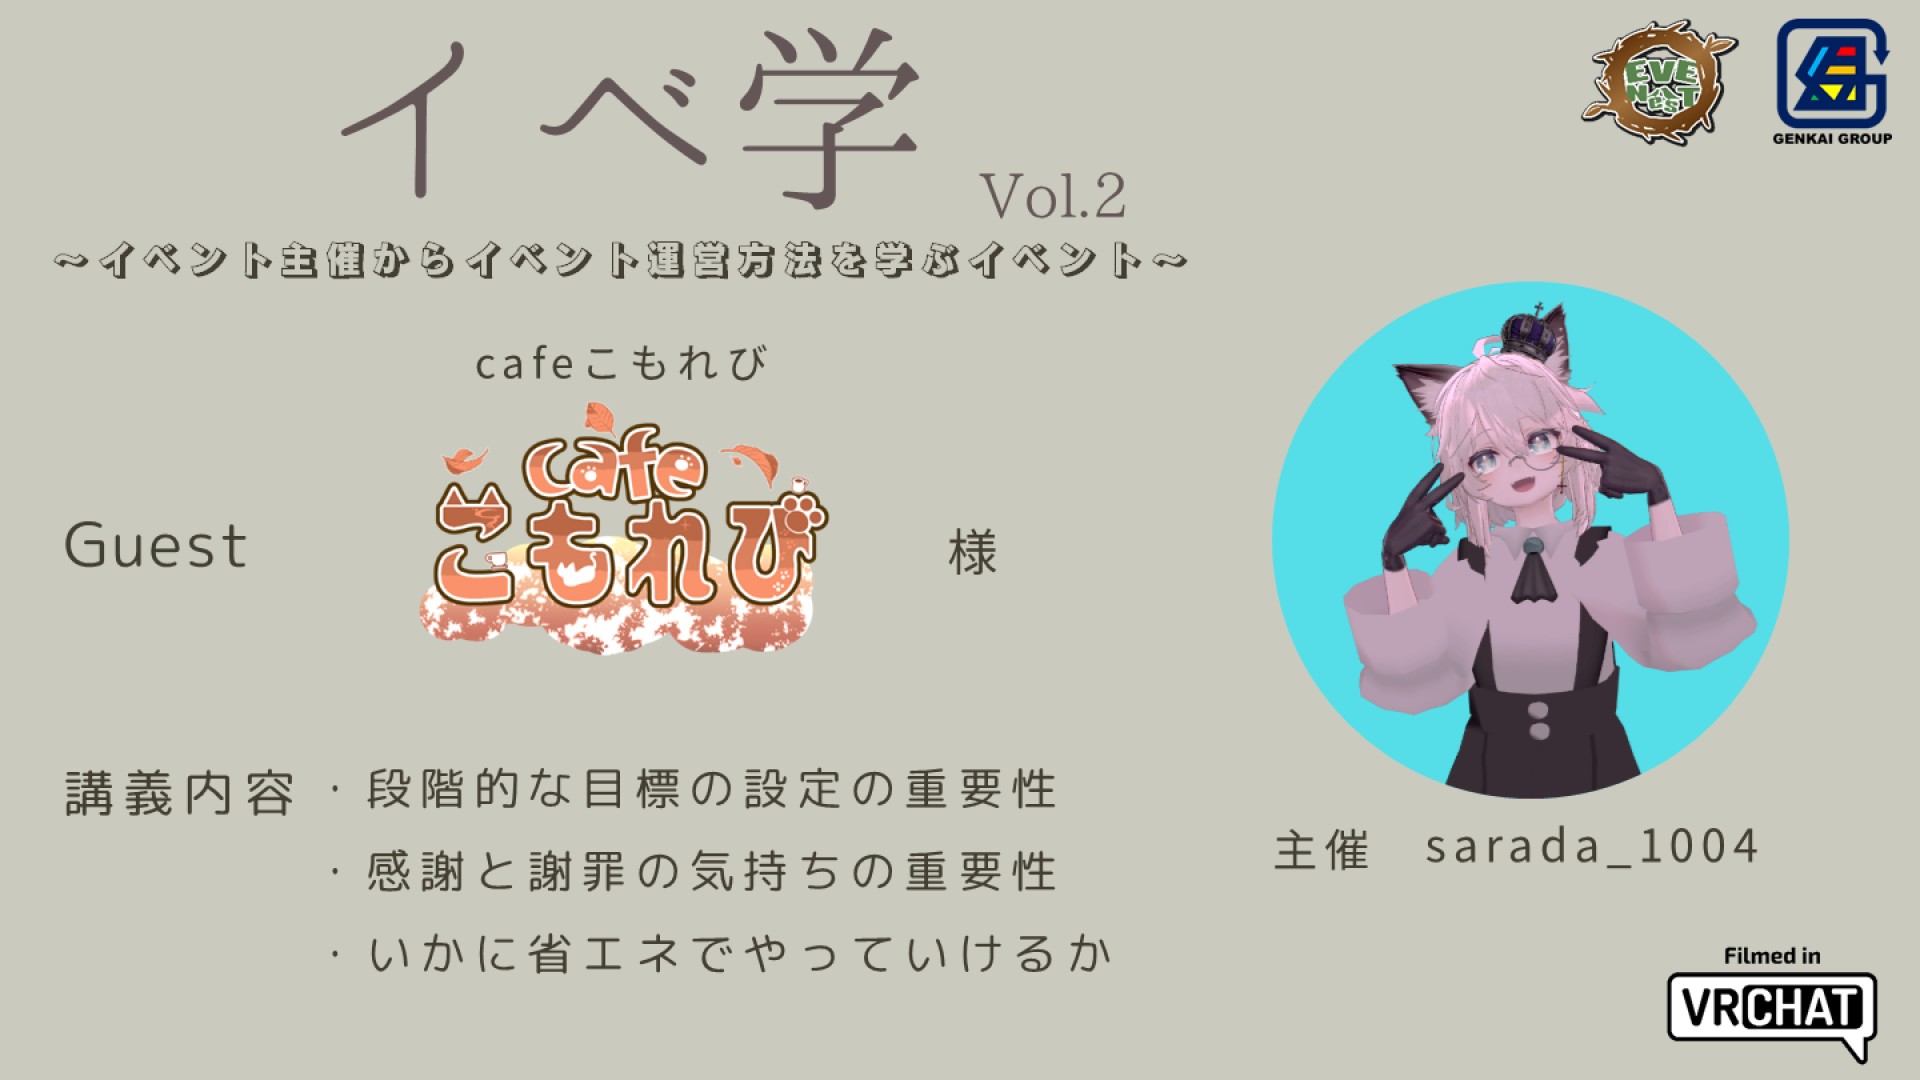 イベ学
Vol.2
～イベント主催からイベント運営方法を学ぶイベント～
EVE
NesT
GENKAI GROUP
cafeこもれび
Guest
cafe
こもれび
様
講義内容
・段階的な目標の設定の重要性
・感謝と謝罪の気持ちの重要性
・いかに省エネでやっていけるか
主催 sarada_1004
Filmed in
VRCHAT